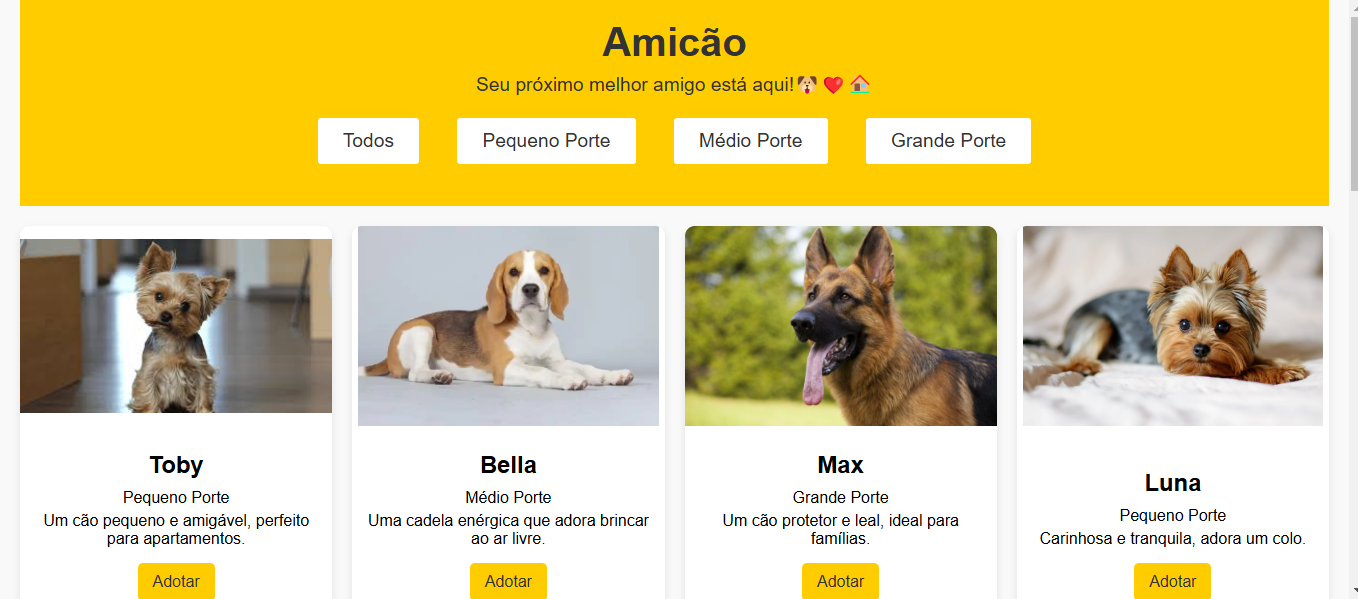 Amicão
Seu próximo melhor amigo está aqui!🐶 ❤️ 🏠
Todos
Pequeno Porte
Médio Porte
Grande Porte
Toby
Pequeno Porte
Um cão pequeno e amigável, perfeito
para apartamentos.
Adotar
Bella
Médio Porte
Uma cadela enérgica que adora brincar
ao ar livre.
Adotar
Max
Grande Porte
Um cão protetor e leal, ideal para
famílias.
Adotar
Luna
Pequeno Porte
Carinhosa e tranquila, adora um colo.
Adotar